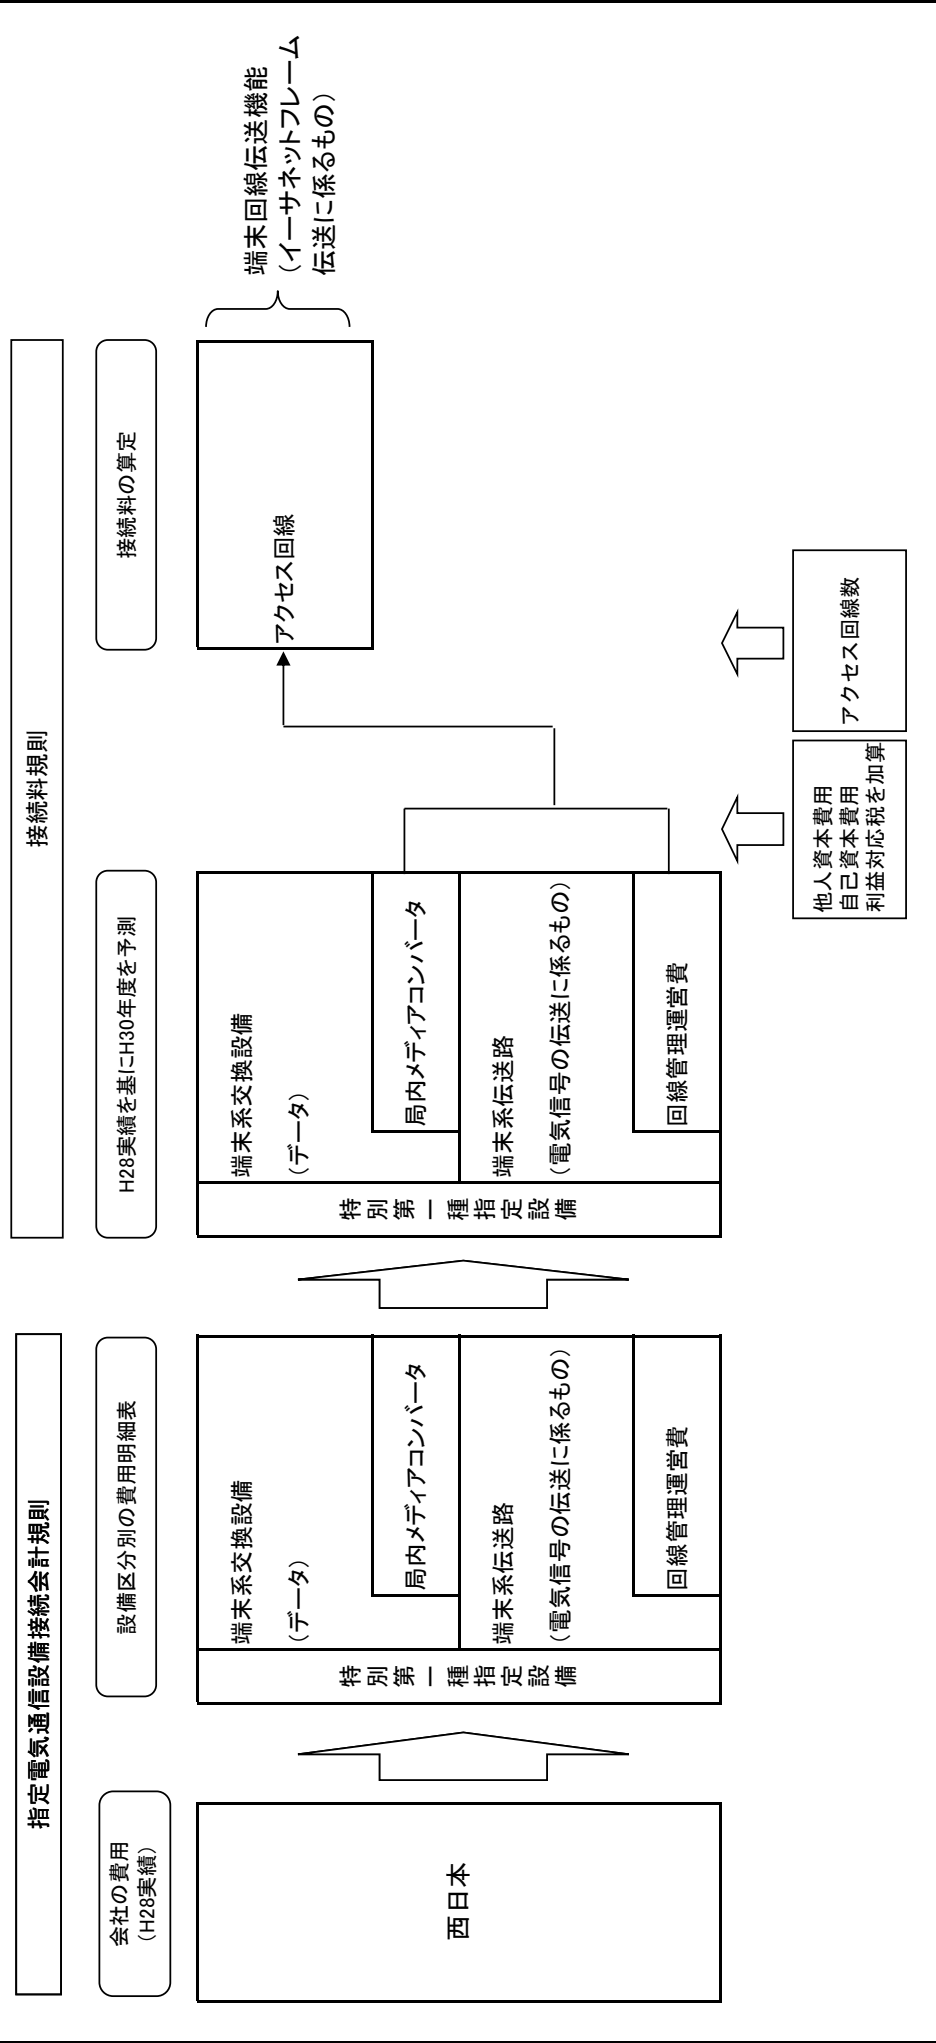 指定電気通信設備接続会計規則
接続料規則
会社の費用
（H28実績）
設備区分別の費用明細表
H28実績を基にH30年度を予測
接続料の算定
西日本
特別第一種指定設備
端末系交換設備
（データ）
局内メディアコンバータ
端末系伝送路
（電気信号の伝送に係るもの）
回線管理運営費
特別第一種指定設備
端末系交換設備
（データ）
局内メディアコンバータ
端末系伝送路
（電気信号の伝送に係るもの）
回線管理運営費
アクセス回線
端末回線伝送機能
（イーサネットフレーム
伝送に係るもの）
他人資本費用
自己資本費用
利益対応税を加算
アクセス回線数